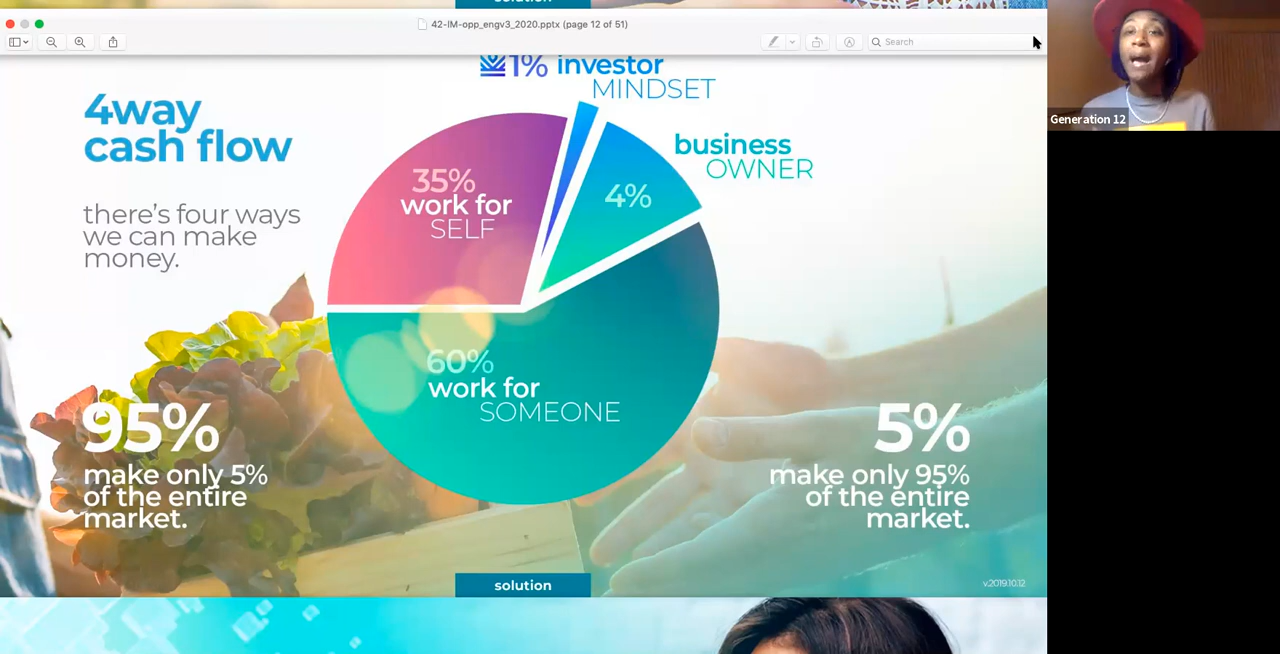 solution
42-IM-opp_engv3_2020.pptx (page 12 of 51)
Search
Generation 12
1% investor
MINDSET
4way
cash flow
business
OWNER
35%
work for
SELF
4%
there's four ways
we can make
money.
60%
work for
SOMEONE
95%
make only 5%
of the entire
market.
5%
make only 95%
of the entire
market.
v.2019.10.12
solution